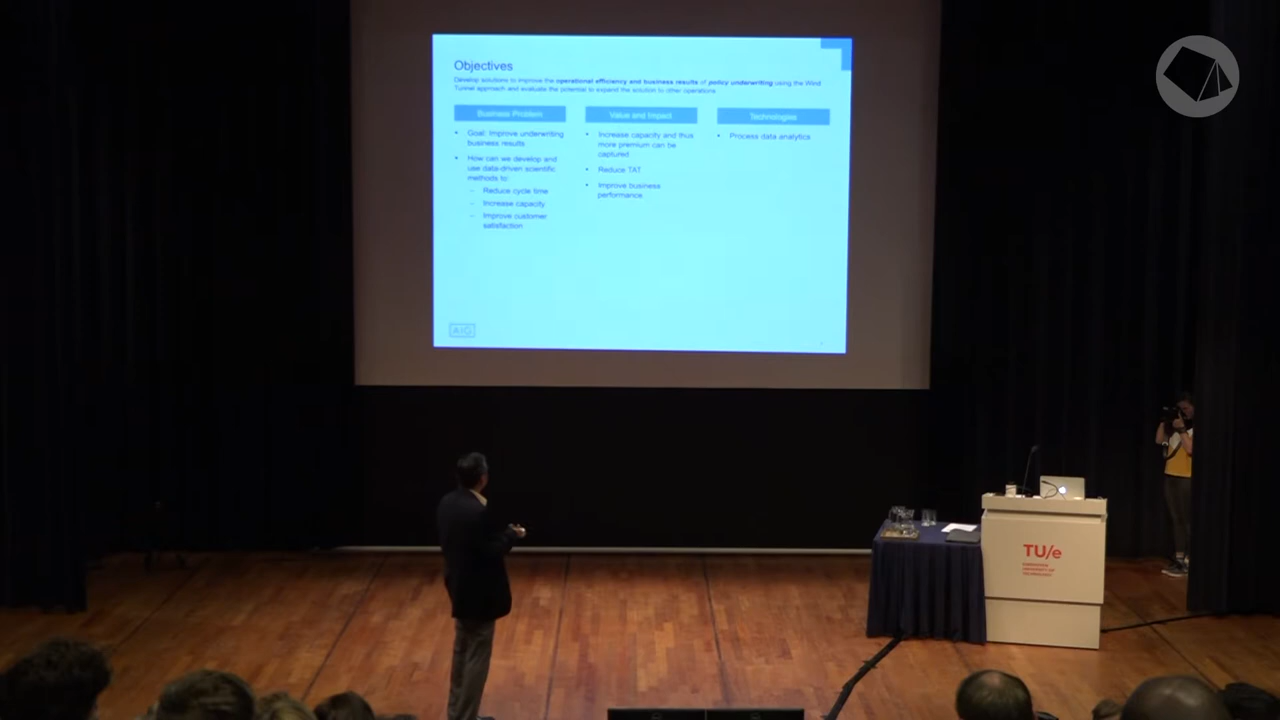 Objectives
Develop solutions to improve the operational efficiency and business results of policy underwriting using the Wind
Tunnel approach and evaluate the potential to expand the solution to other operations
Business Problem
• Goal: Improve underwriting
business results
• How can we develop and
use data-driven scientific
methods to:
– Reduce cycle time
– Increase capacity
– Improve customer
satisfaction
Value and Impact
• Increase capacity and thus
more premium can be
captured
• Reduce TAT
• Improve business
performance
Technologies
• Process data analytics
AIG
TU/e